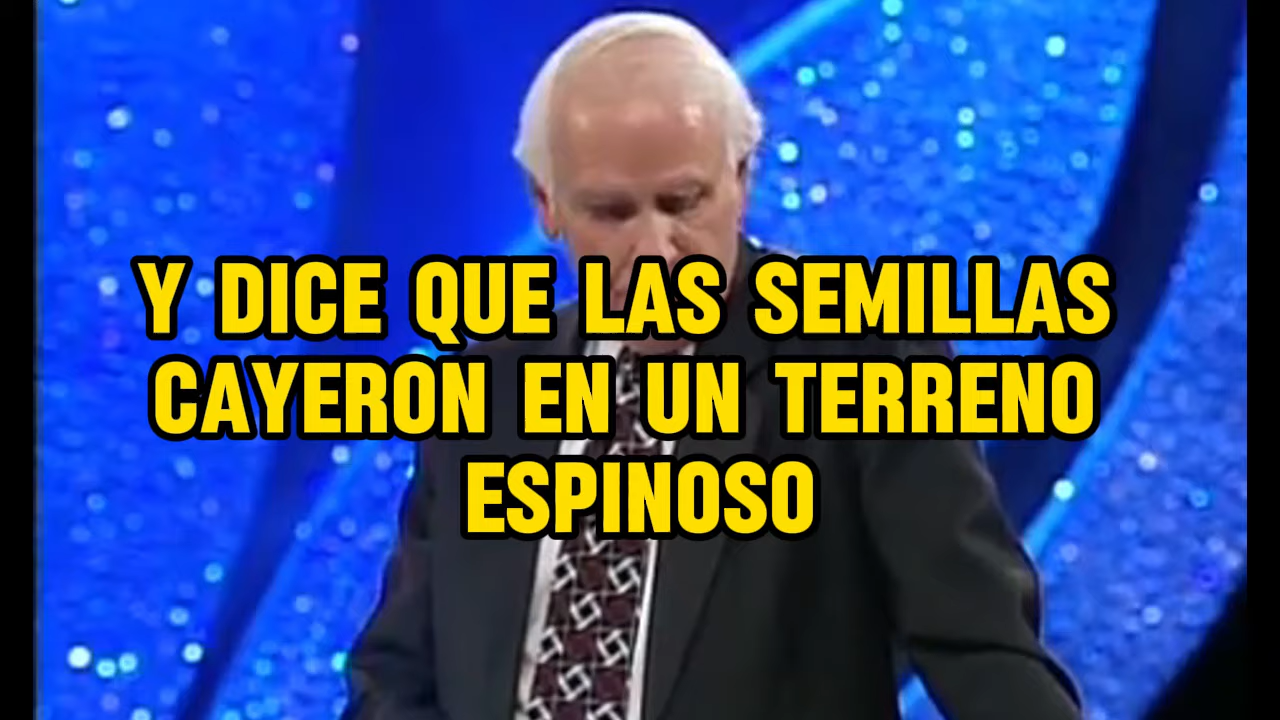 Y DICE QUE LAS SEMILLAS
CAYERON EN UN TERRENO
ESPINOSO